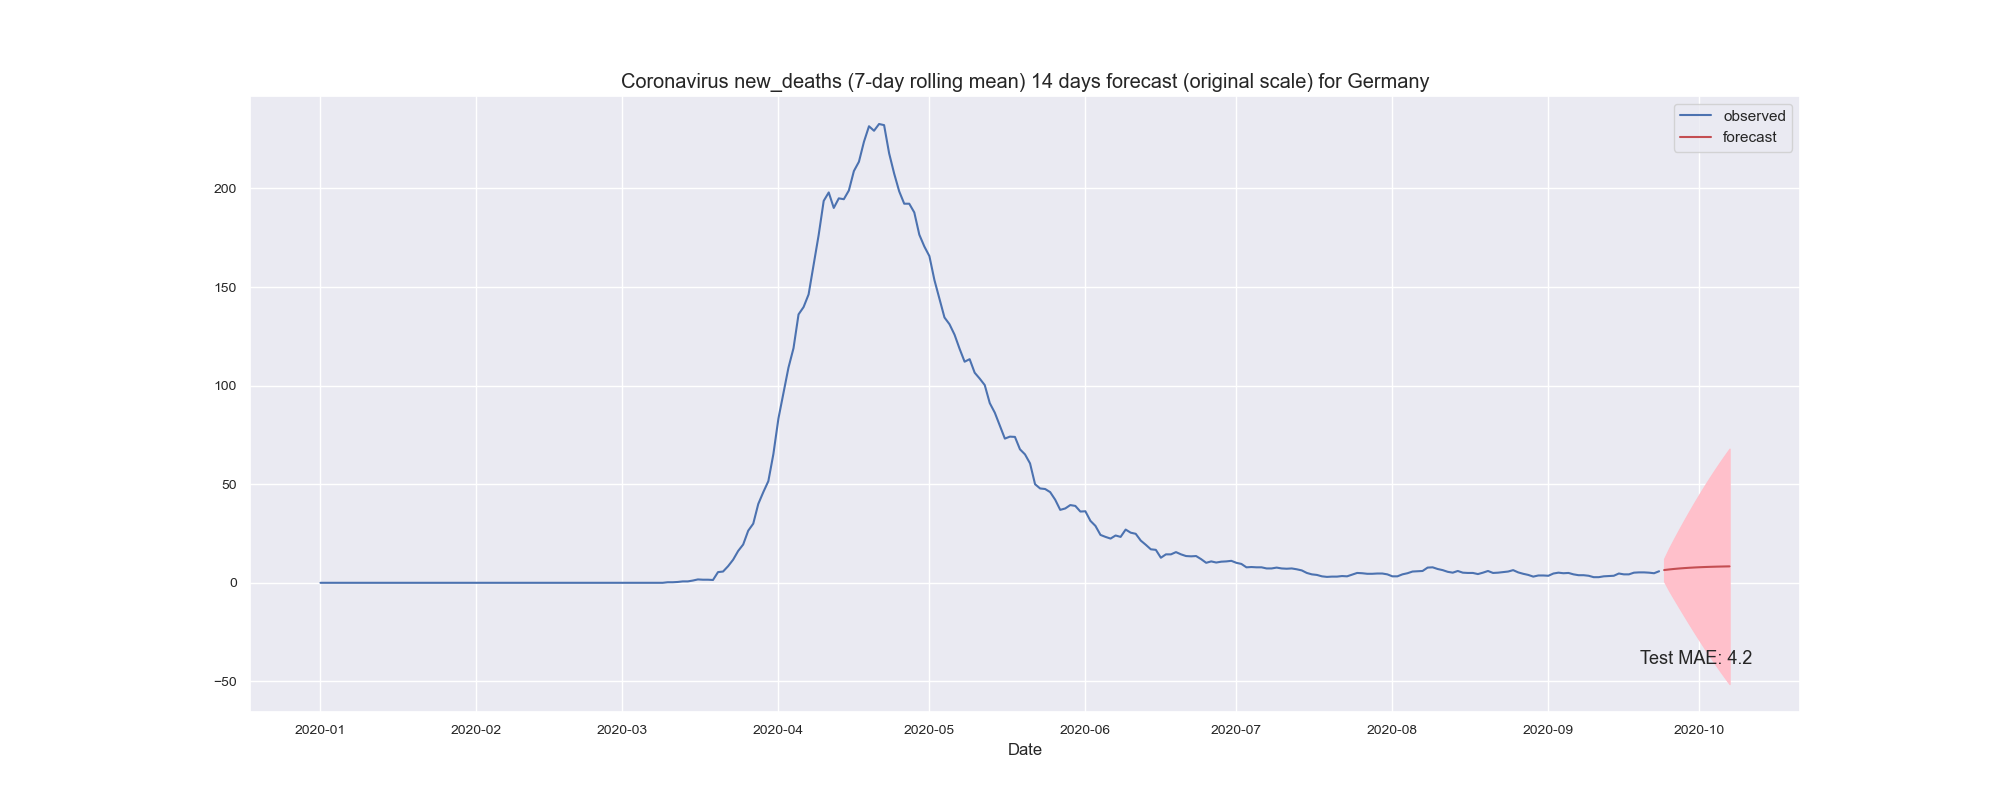 Coronavirus new_deaths (7-day rolling mean) 14 days forecast (original scale) for Germany
observed
forecast
200
150
100
50
0
−50
Test MAE: 4.2
2020-01 2020-02 2020-03 2020-04 2020-05 2020-06 2020-07 2020-08 2020-09 2020-10
Date